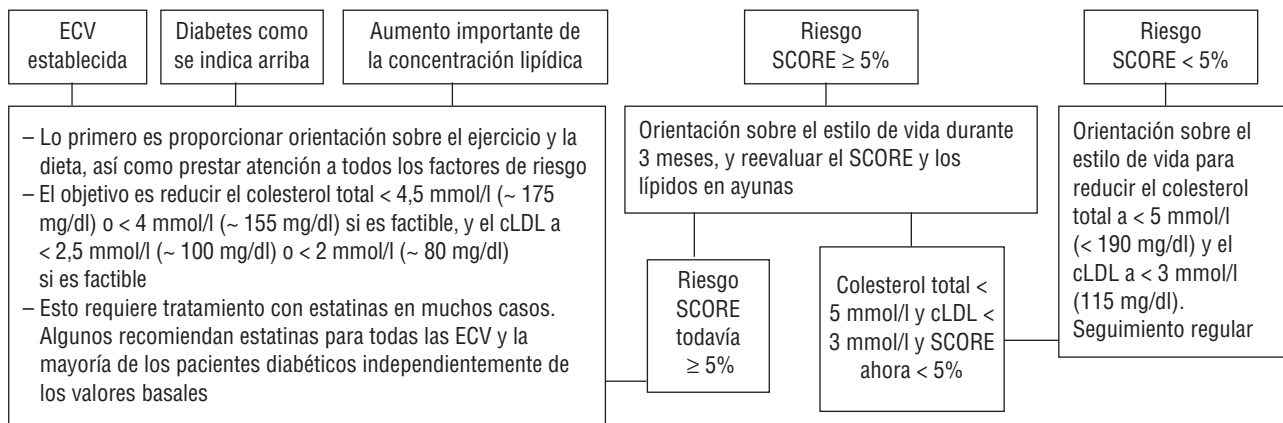 ECV
establecida
Diabetes como
se indica arriba
Aumento importante de
la concentración lipídica
Riesgo
SCORE ≥ 5%
Riesgo
SCORE < 5%
– Lo primero es proporcionar orientación sobre el ejercicio y la
dieta, así como prestar atención a todos los factores de riesgo
– El objetivo es reducir el colesterol total < 4,5 mmol/l (~ 175
mg/dl) o < 4 mmol/l (~ 155 mg/dl) si es factible, y el cLDL a
< 2,5 mmol/l (~ 100 mg/dl) o < 2 mmol/l (~ 80 mg/dl)
si es factible
– Esto requiere tratamiento con estatinas en muchos casos.
Algunos recomiendan estatinas para todas las ECV y la
mayoría de los pacientes diabéticos independientemente de
los valores basales
Orientación sobre el estilo de vida durante
3 meses, y reevaluar el SCORE y los
lípidos en ayunas
Riesgo
SCORE
todavía
≥ 5%
Colesterol total <
5 mmol/l y cLDL <
3 mmol/l y SCORE
ahora < 5%
Orientación sobre el
estilo de vida para
reducir el colesterol
total a < 5 mmol/l
(< 190 mg/dl) y el
cLDL a < 3 mmol/l
(115 mg/dl).
Seguimiento regular